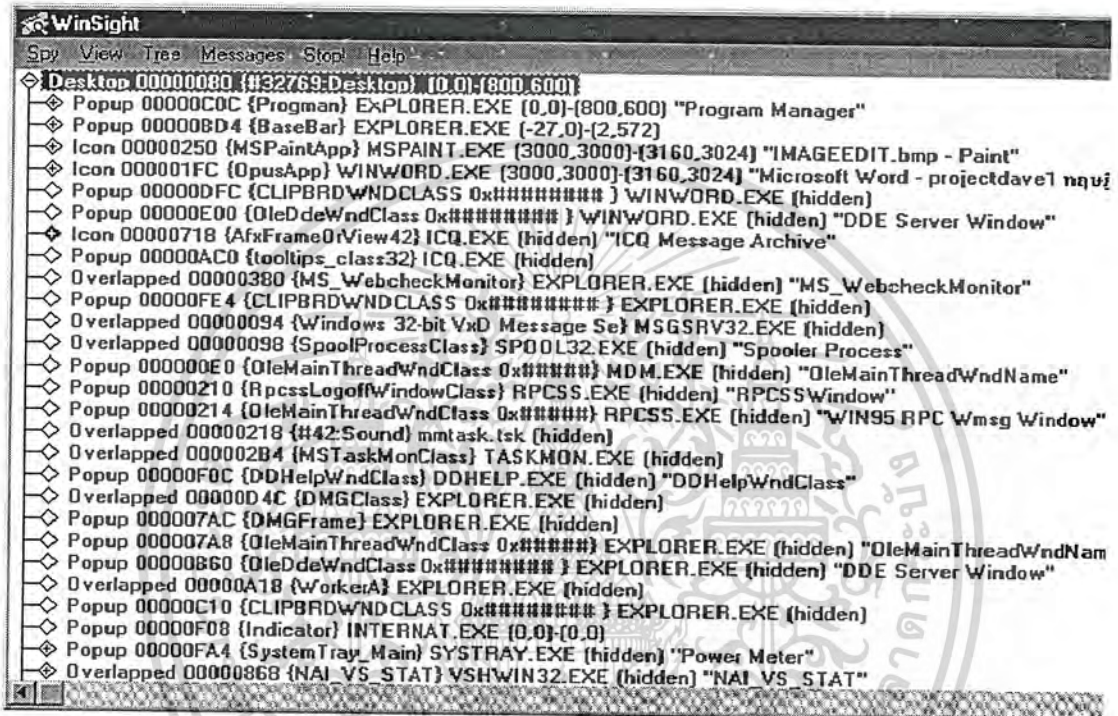 WinSight
Spy View Tree Messages Stop! Help
Desktop 00000080 {#32769:Desktop} (0,0)-(800,600)
Popup 00000C0C {Progman} EXPLORER.EXE (0,0)-(800,600) "Program Manager"
Popup 000008D4 {BaseBar} EXPLORER.EXE (-27,0)-(2,572)
Icon 00000250 {MSPaintApp} MSPAINT.EXE (3000,3000)-(3160,3024) "IMAGEEDIT.bmp - Paint"
Icon 000001FC {OpusApp} WINWORD.EXE (3000,3000)-(3160,3024) "Microsoft Word - projectdave1
Popup 00000DFC {CLIPBRDWNDCLASS 0x######## } WINWORD.EXE (hidden)
Popup 00000E00 {OleDdeWndClass 0x######## } WINWORD.EXE (hidden) "DDE Server Window"
Icon 00000718 {AfxFrameOrView42} ICQ.EXE (hidden) "ICQ Message Archive"
Popup 00000AC0 {tooltips_class32} ICQ.EXE (hidden)
Overlapped 00000380 {MS_WebcheckMonitor} EXPLORER.EXE (hidden) "MS_WebcheckMonitor"
Popup 00000FE4 {CLIPBRDWNDCLASS 0x######## } EXPLORER.EXE (hidden)
Overlapped 00000094 {Windows 32-bit VxD Message Se} MSGSRV32.EXE (hidden)
Overlapped 00000098 {SpoolProcessClass} SPOOL32.EXE (hidden) "Spooler Process"
Popup 000000E0 {OleMainThreadWndClass 0x#####} MDM.EXE (hidden) "OleMainThreadWndName"
Popup 00000210 {RpcssLogoffWindowClass} RPCSS.EXE (hidden) "RPCSSWindow"
Popup 00000214 {OleMainThreadWndClass 0x#####} RPCSS.EXE (hidden) "WIN95 RPC Wmsg Window"
Overlapped 00000218 {#42:Sound} mmtask.tsk (hidden)
Overlapped 000002B4 {MSTaskMonClass} TASKMON.EXE (hidden)
Popup 00000F0C {DDHelpWndClass} DDHELP.EXE (hidden) "DDHelpWndClass"
Overlapped 00000D4C {DMGClass} EXPLORER.EXE (hidden)
Popup 000007AC {DMGFrame} EXPLORER.EXE (hidden)
Popup 000007A8 {OleMainThreadWndClass 0x#####} EXPLORER.EXE (hidden) "OleMainThreadWndNam
Popup 00000860 {OleDdeWndClass 0x######## } EXPLORER.EXE (hidden) "DDE Server Window"
Overlapped 00000A18 {WorkerA} EXPLORER.EXE (hidden)
Popup 00000C10 {CLIPBRDWNDCLASS 0x######## } EXPLORER.EXE (hidden)
Popup 00000F08 {Indicator} INTERNAT.EXE (0,0)-(0,0)
Popup 00000FA4 {SystemTray_Main} SYSTRAY.EXE (hidden) "Power Meter"
Overlapped 00000868 {NAI_VS_STAT} VSHWIN32.EXE (hidden) "NAI_VS_STAT"